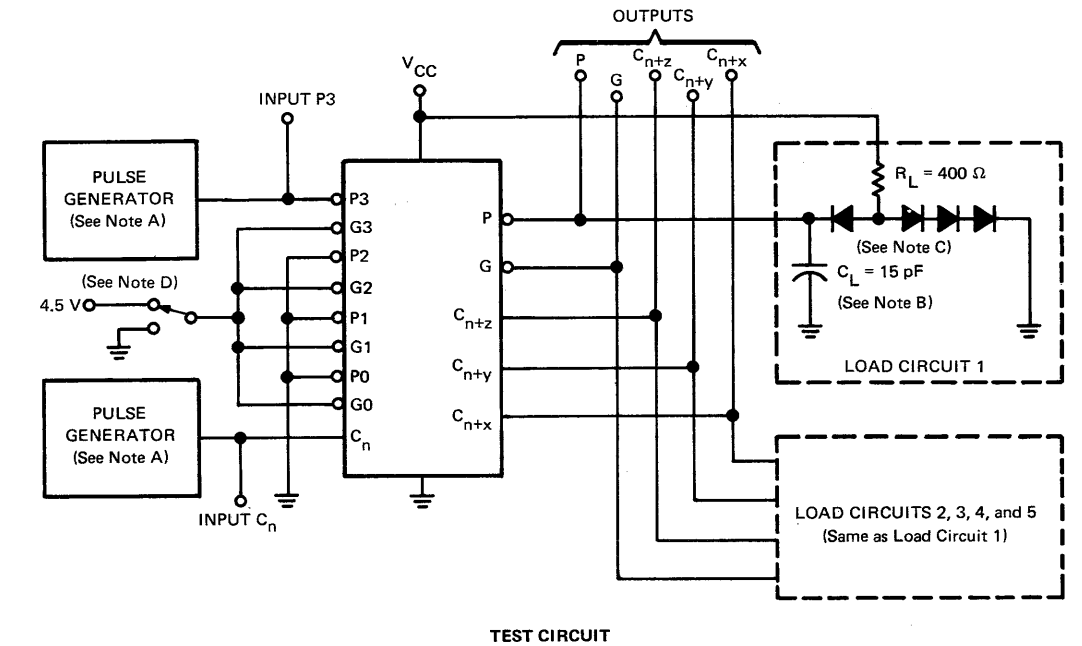 OUTPUTS
P
G
Cn+z
Cn+y
Cn+x
VCC
INPUT P3
PULSE
GENERATOR
(See Note A)
(See Note D)
4.5 V
PULSE
GENERATOR
(See Note A)
INPUT Cn
P3
G3
P2
G2
P1
G1
P0
G0
Cn
P
G
Cn+z
Cn+y
Cn+x
RL = 400 Ω
(See Note C)
CL = 15 pF
(See Note B)
LOAD CIRCUIT 1
LOAD CIRCUITS 2, 3, 4, and 5
(Same as Load Circuit 1)
TEST CIRCUIT